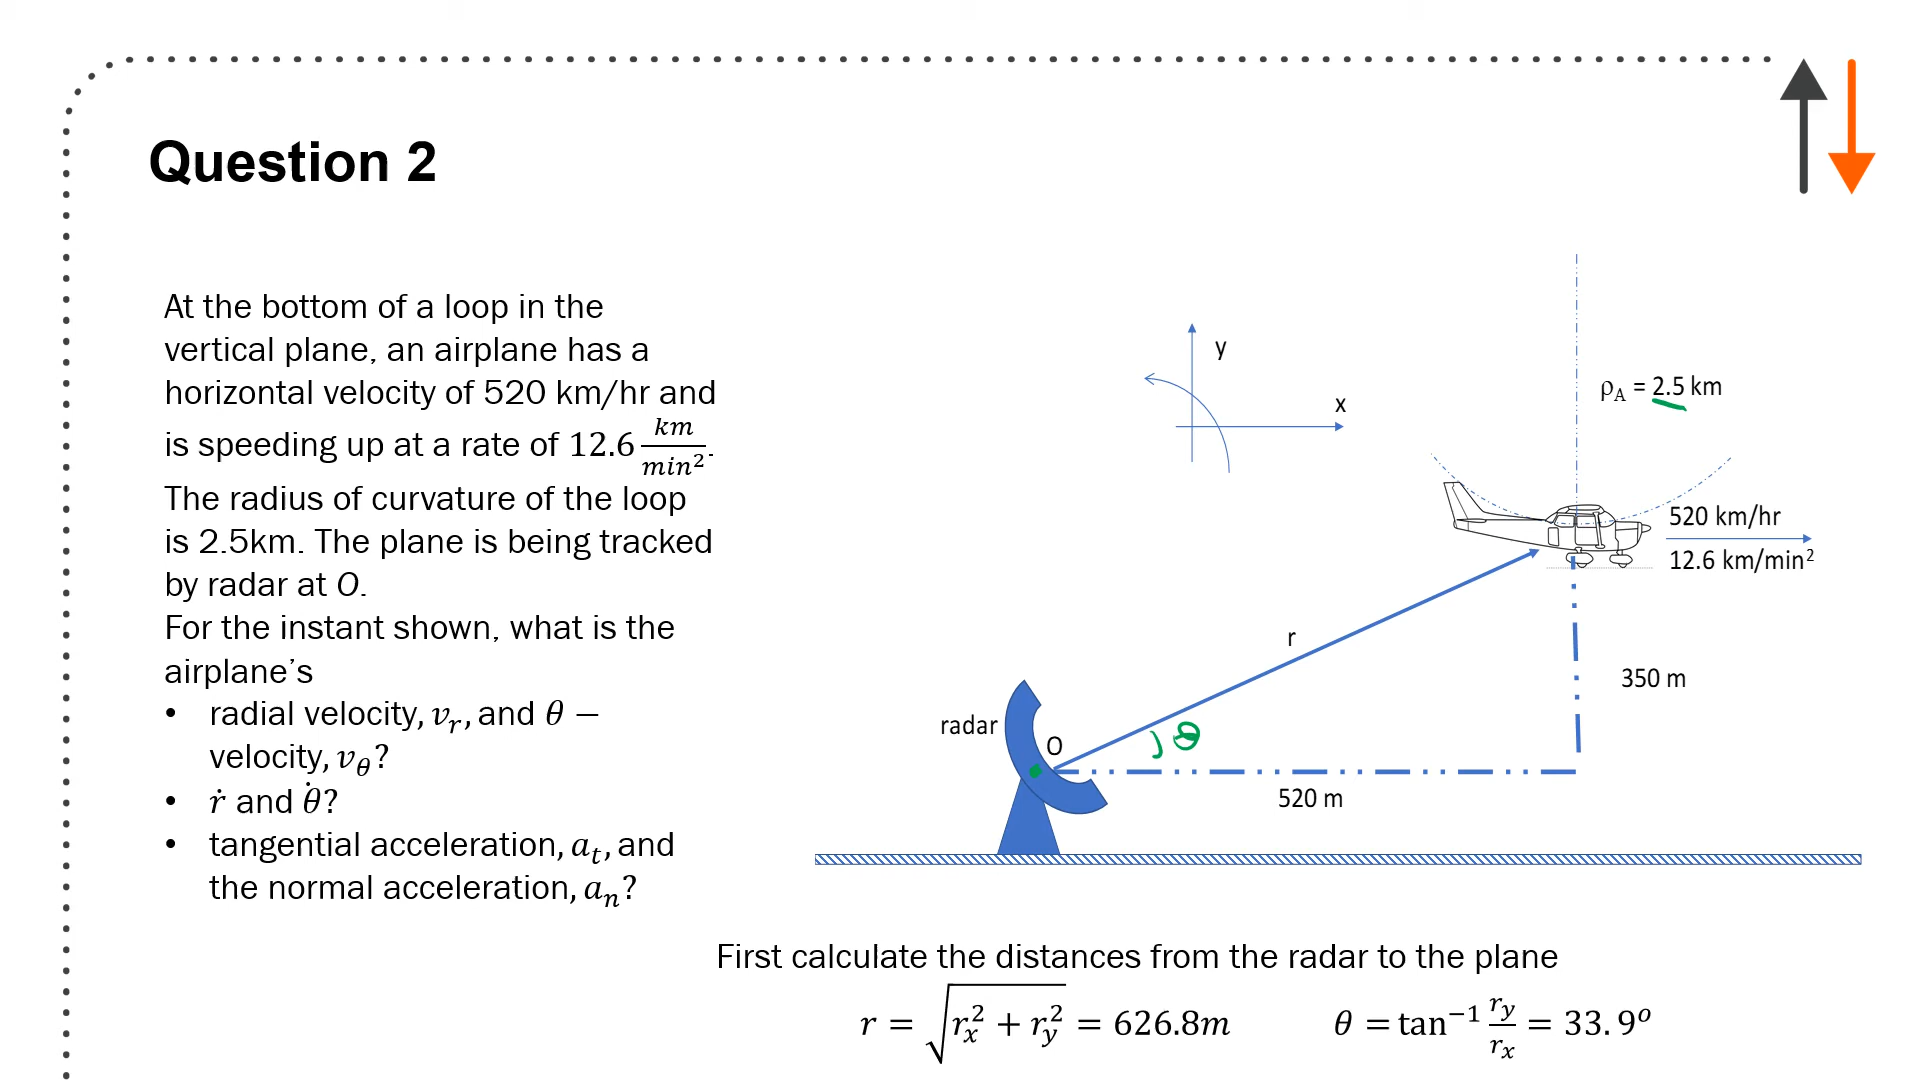 Question 2
At the bottom of a loop in the
vertical plane, an airplane has a
horizontal velocity of 520 km/hr and
is speeding up at a rate of 12.6 km/min².
The radius of curvature of the loop
is 2.5km. The plane is being tracked
by radar at O.
For the instant shown, what is the
airplane's
• radial velocity, vᵣ, and θ −
velocity, v_θ?
• ṙ and θ̇?
• tangential acceleration, aₜ, and
the normal acceleration, aₙ?
y
x
ρ_A = 2.5 km
520 km/hr
12.6 km/min²
r
350 m
radar
O
θ
520 m
First calculate the distances from the radar to the plane
r = √(r_x² + r_y²) = 626.8m
θ = tan⁻¹ r_y/r_x = 33.9°